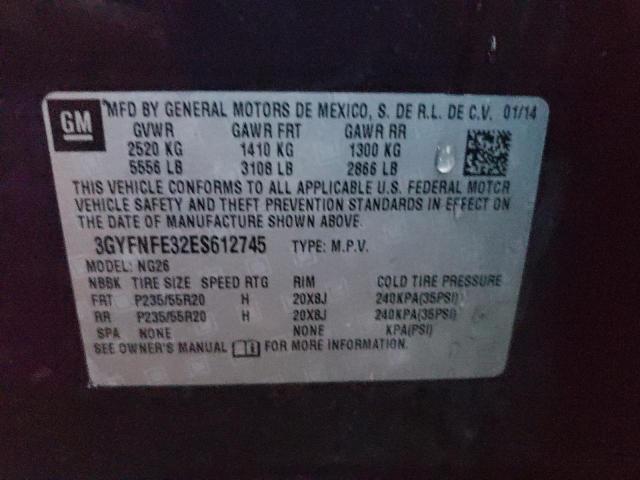 GM
MFD BY GENERAL MOTORS DE MEXICO, S. DE R.L. DE C.V. 01/14
GVWR GAWR FRT GAWR RR
2520 KG 1410 KG 1300 KG
5556 LB 3108 LB 2866 LB
THIS VEHICLE CONFORMS TO ALL APPLICABLE U.S. FEDERAL MOTOR
VEHICLE SAFETY AND THEFT PREVENTION STANDARDS IN EFFECT ON
THE DATE OF MANUFACTURE SHOWN ABOVE.
3GYFNFE32ES612745 TYPE: M.P.V.
MODEL: NG26
NBBK TIRE SIZE SPEED RTG RIM COLD TIRE PRESSURE
FRT P235/55R20 H 20X8J 240KPA(35PSI)
RR P235/55R20 H 20X8J 240KPA(35PSI)
SPA NONE NONE KPA(PSI)
SEE OWNER'S MANUAL FOR MORE INFORMATION.